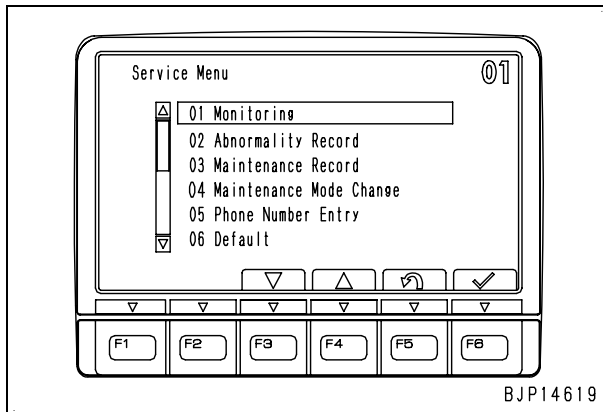 Service Menu 01
01 Monitoring
02 Abnormality Record
03 Maintenance Record
04 Maintenance Mode Change
05 Phone Number Entry
06 Default
F1 F2 F3 F4 F5 F6
BJP14619